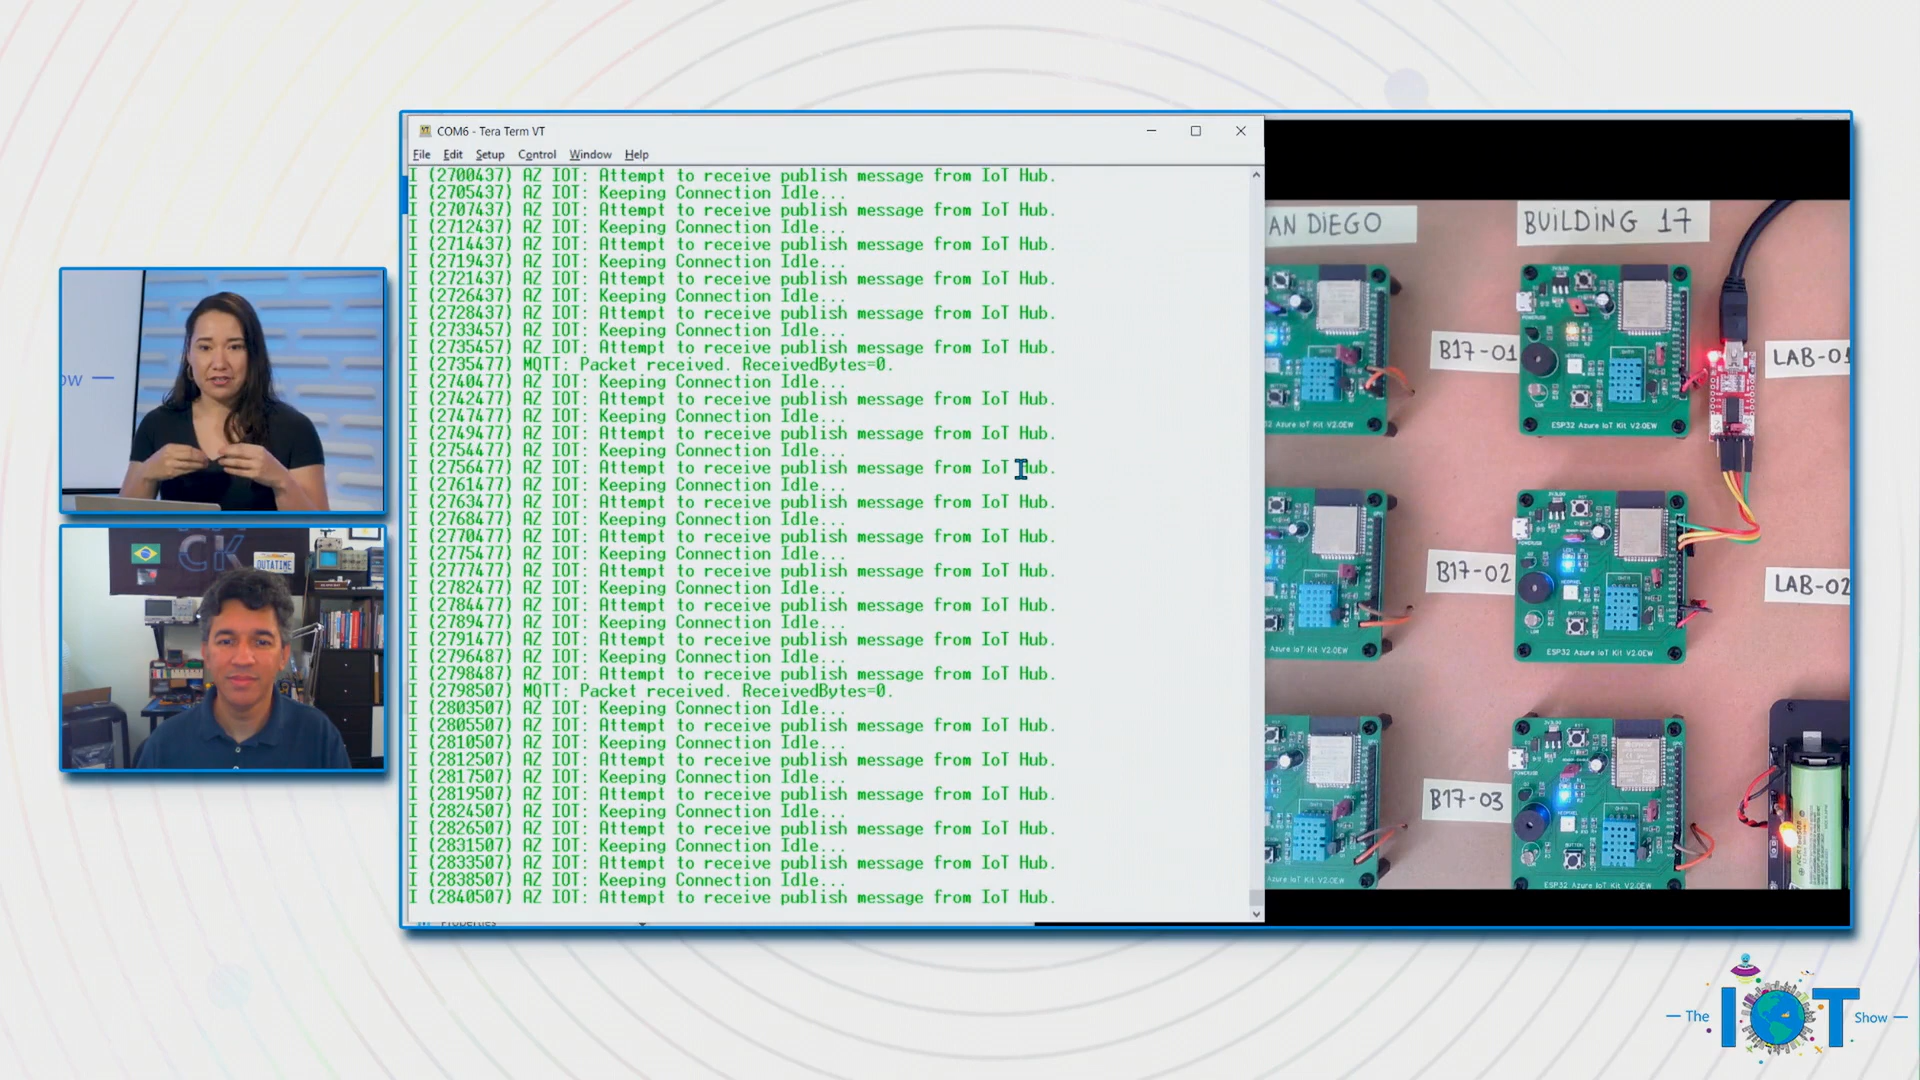 COM6 - Tera Term VT
File Edit Setup Control Window Help
I (2700437) AZ IOT: Attempt to receive publish message from IoT Hub.
I (2705437) AZ IOT: Keeping Connection Idle...
I (2707437) AZ IOT: Attempt to receive publish message from IoT Hub.
I (2712437) AZ IOT: Keeping Connection Idle...
I (2714437) AZ IOT: Attempt to receive publish message from IoT Hub.
I (2719437) AZ IOT: Keeping Connection Idle...
I (2721437) AZ IOT: Attempt to receive publish message from IoT Hub.
I (2726437) AZ IOT: Keeping Connection Idle...
I (2728437) AZ IOT: Attempt to receive publish message from IoT Hub.
I (2733457) AZ IOT: Keeping Connection Idle...
I (2735457) AZ IOT: Attempt to receive publish message from IoT Hub.
I (2735477) MQTT: Packet received. ReceivedBytes=0.
I (2740477) AZ IOT: Keeping Connection Idle...
I (2742477) AZ IOT: Attempt to receive publish message from IoT Hub.
I (2747477) AZ IOT: Keeping Connection Idle...
I (2749477) AZ IOT: Attempt to receive publish message from IoT Hub.
I (2754477) AZ IOT: Keeping Connection Idle...
I (2756477) AZ IOT: Attempt to receive publish message from IoT Hub.
I (2761477) AZ IOT: Keeping Connection Idle...
I (2763477) AZ IOT: Attempt to receive publish message from IoT Hub.
I (2768477) AZ IOT: Keeping Connection Idle...
I (2770477) AZ IOT: Attempt to receive publish message from IoT Hub.
I (2775477) AZ IOT: Keeping Connection Idle...
I (2777477) AZ IOT: Attempt to receive publish message from IoT Hub.
I (2782477) AZ IOT: Keeping Connection Idle...
I (2784477) AZ IOT: Attempt to receive publish message from IoT Hub.
I (2789477) AZ IOT: Keeping Connection Idle...
I (2791477) AZ IOT: Attempt to receive publish message from IoT Hub.
I (2796487) AZ IOT: Keeping Connection Idle...
I (2798487) AZ IOT: Attempt to receive publish message from IoT Hub.
I (2798507) MQTT: Packet received. ReceivedBytes=0.
I (2803507) AZ IOT: Keeping Connection Idle...
I (2805507) AZ IOT: Attempt to receive publish message from IoT Hub.
I (2810507) AZ IOT: Keeping Connection Idle...
I (2812507) AZ IOT: Attempt to receive publish message from IoT Hub.
I (2817507) AZ IOT: Keeping Connection Idle...
I (2819507) AZ IOT: Attempt to receive publish message from IoT Hub.
I (2824507) AZ IOT: Keeping Connection Idle...
I (2826507) AZ IOT: Attempt to receive publish message from IoT Hub.
I (2831507) AZ IOT: Keeping Connection Idle...
I (2833507) AZ IOT: Attempt to receive publish message from IoT Hub.
I (2838507) AZ IOT: Keeping Connection Idle...
I (2840507) AZ IOT: Attempt to receive publish message from IoT Hub.
Properties
AN DIEGO
BUILDING 17
B17-01
LAB-01
ESP32 Azure IoT Kit V2.0EW
B17-02
LAB-02
ESP32 Azure IoT Kit V2.0EW
B17-03
ESP32 Azure IoT Kit V2.0EW
ow —
CK
OUTATIME
The IOT Show